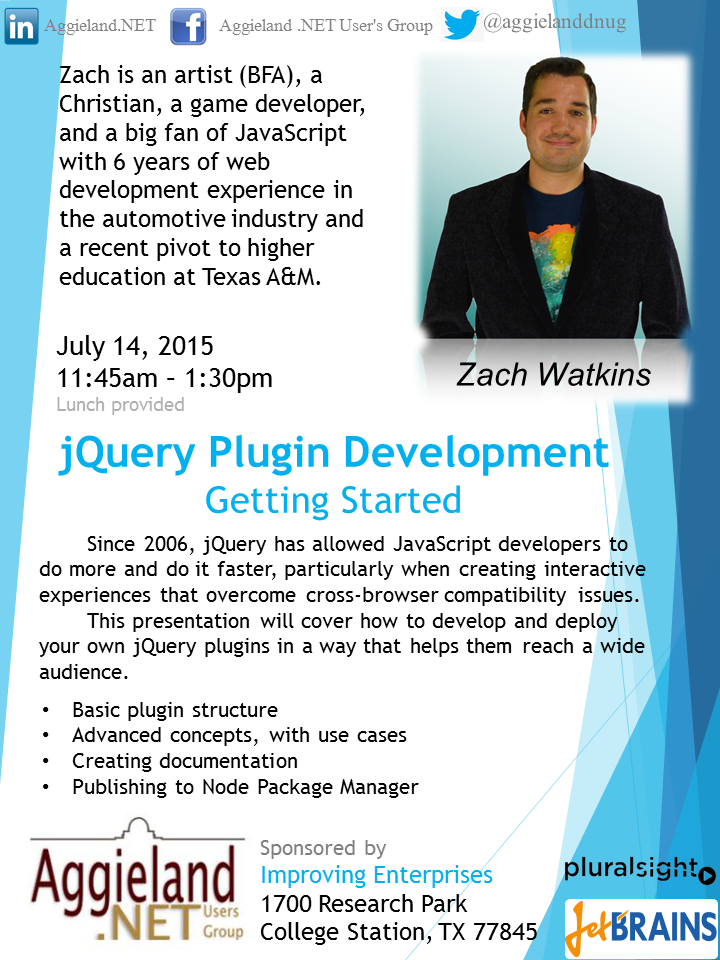 in Aggieland.NET f Aggieland .NET User's Group @aggielanddnug
Zach is an artist (BFA), a
Christian, a game developer,
and a big fan of JavaScript
with 6 years of web
development experience in
the automotive industry and
a recent pivot to higher
education at Texas A&M.
Zach Watkins
July 14, 2015
11:45am – 1:30pm
Lunch provided
jQuery Plugin Development
Getting Started
Since 2006, jQuery has allowed JavaScript developers to
do more and do it faster, particularly when creating interactive
experiences that overcome cross-browser compatibility issues.
This presentation will cover how to develop and deploy
your own jQuery plugins in a way that helps them reach a wide
audience.
• Basic plugin structure
• Advanced concepts, with use cases
• Creating documentation
• Publishing to Node Package Manager
Aggieland
.NET Users
Group
Sponsored by
Improving Enterprises
1700 Research Park
College Station, TX 77845
pluralsight
JetBRAINS